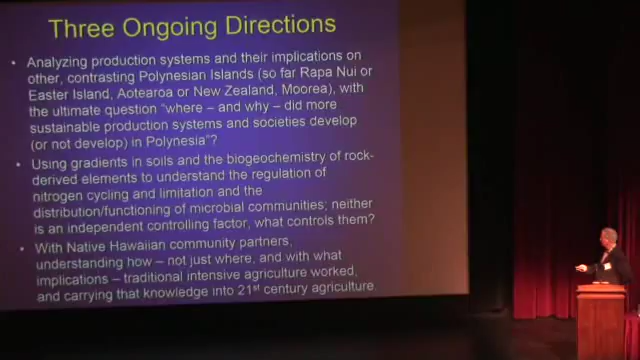 Three Ongoing Directions
• Analyzing production systems and their implications on
other, contrasting Polynesian Islands (so far Rapa Nui or
Easter Island, Aotearoa or New Zealand, Moorea), with
the ultimate question “where – and why – did more
sustainable production systems and societies develop
(or not develop) in Polynesia”?
• Using gradients in soils and the biogeochemistry of rock-
derived elements to understand the regulation of
nitrogen cycling and limitation and the
distribution/functioning of microbial communities; neither
is an independent controlling factor, what controls them?
• With Native Hawaiian community partners,
understanding how – not just where, and with what
implications – traditional intensive agriculture worked,
and carrying that knowledge into 21st century agriculture.